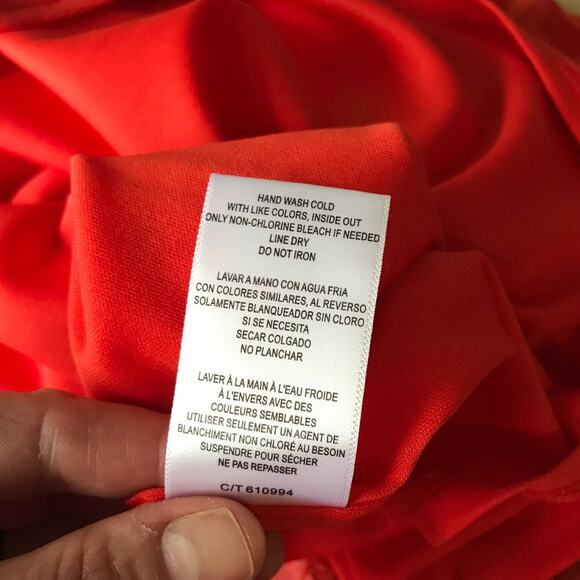 HAND WASH COLD
WITH LIKE COLORS, INSIDE OUT
ONLY NON-CHLORINE BLEACH IF NEEDED
LINE DRY
DO NOT IRON
LAVAR A MANO CON AGUA FRIA
CON COLORES SIMILARES, AL REVERSO
SOLAMENTE BLANQUEADOR SIN CLORO
SI SE NECESITA
SECAR COLGADO
NO PLANCHAR
LAVER À LA MAIN À L'EAU FROIDE
À L'ENVERS AVEC DES
COULEURS SEMBLABLES
UTILISER SEULEMENT UN AGENT DE
BLANCHIMENT NON CHLORÉ AU BESOIN
SUSPENDRE POUR SÉCHER
NE PAS REPASSER
C/T 610994